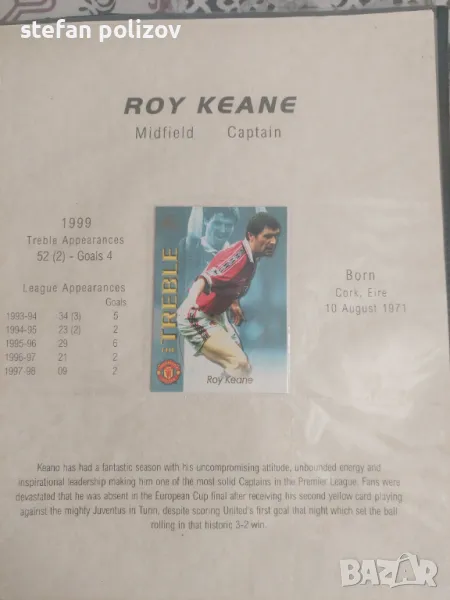 stefan polizov
ROY KEANE
Midfield Captain
1999
Treble Appearances
52 (2) - Goals 4
League Appearances
Goals
1993-94 34 (3) 5
1994-95 23 (2) 2
1995-96 29 6
1996-97 21 2
1997-98 09 2
TREBLE
Roy Keane
Born
Cork, Eire
10 August 1971
Keano has had a fantastic season with his uncompromising attitude, unbounded energy and
inspirational leadership making him one of the most solid Captains in the Premier League. Fans were
devastated that he was absent in the European Cup final after receiving his second yellow card playing
against the mighty Juventus in Turin, despite scoring United's first goal that night which set the ball
rolling in that historic 3-2 win.
BAZAR